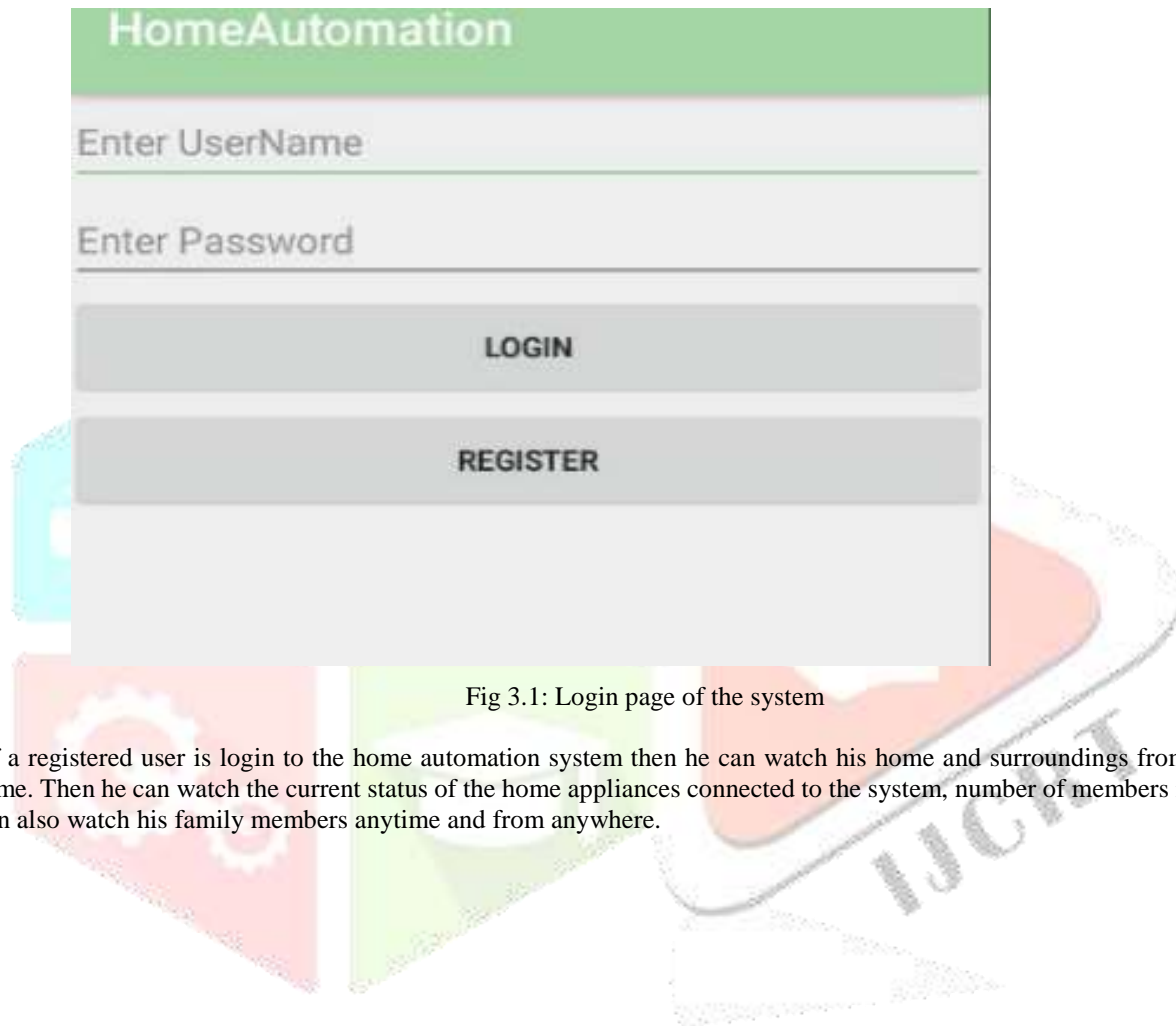 HomeAutomation
Enter UserName
Enter Password
LOGIN
REGISTER
Fig 3.1: Login page of the system
a registered user is login to the home automation system then he can watch his home and surroundings
me. Then he can watch the current status of the home appliances connected to the system, number of members
n also watch his family members anytime and from anywhere.
IJCRT